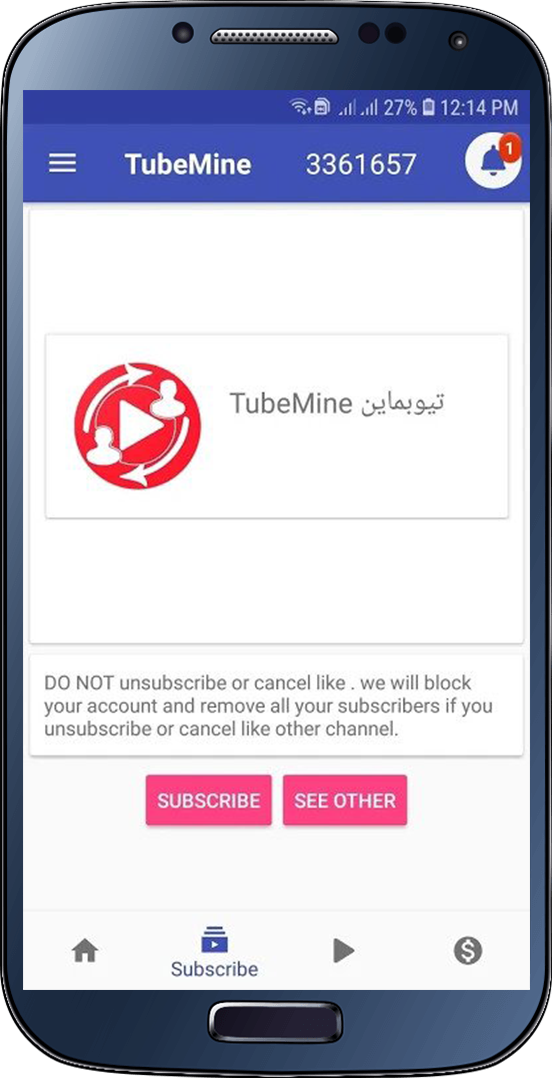 27% 12:14 PM
TubeMine 3361657 1
TubeMine تيوبماين
DO NOT unsubscribe or cancel like . we will block
your account and remove all your subscribers if you
unsubscribe or cancel like other channel.
SUBSCRIBE SEE OTHER
Subscribe